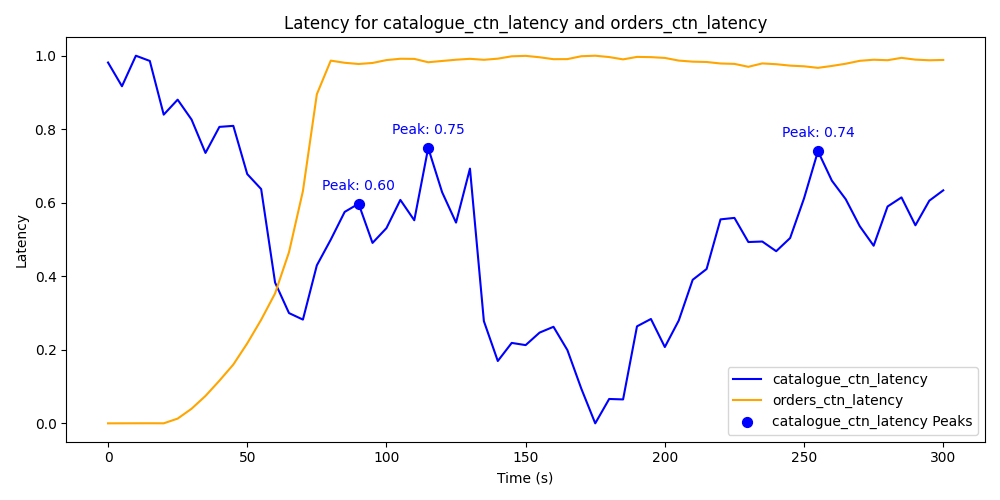 Latency for catalogue_ctn_latency and orders_ctn_latency
1.0
0.8
0.6
0.4
0.2
0.0
Latency
Peak: 0.60
Peak: 0.75
Peak: 0.74
catalogue_ctn_latency
orders_ctn_latency
catalogue_ctn_latency Peaks
0 50 100 150 200 250 300
Time (s)